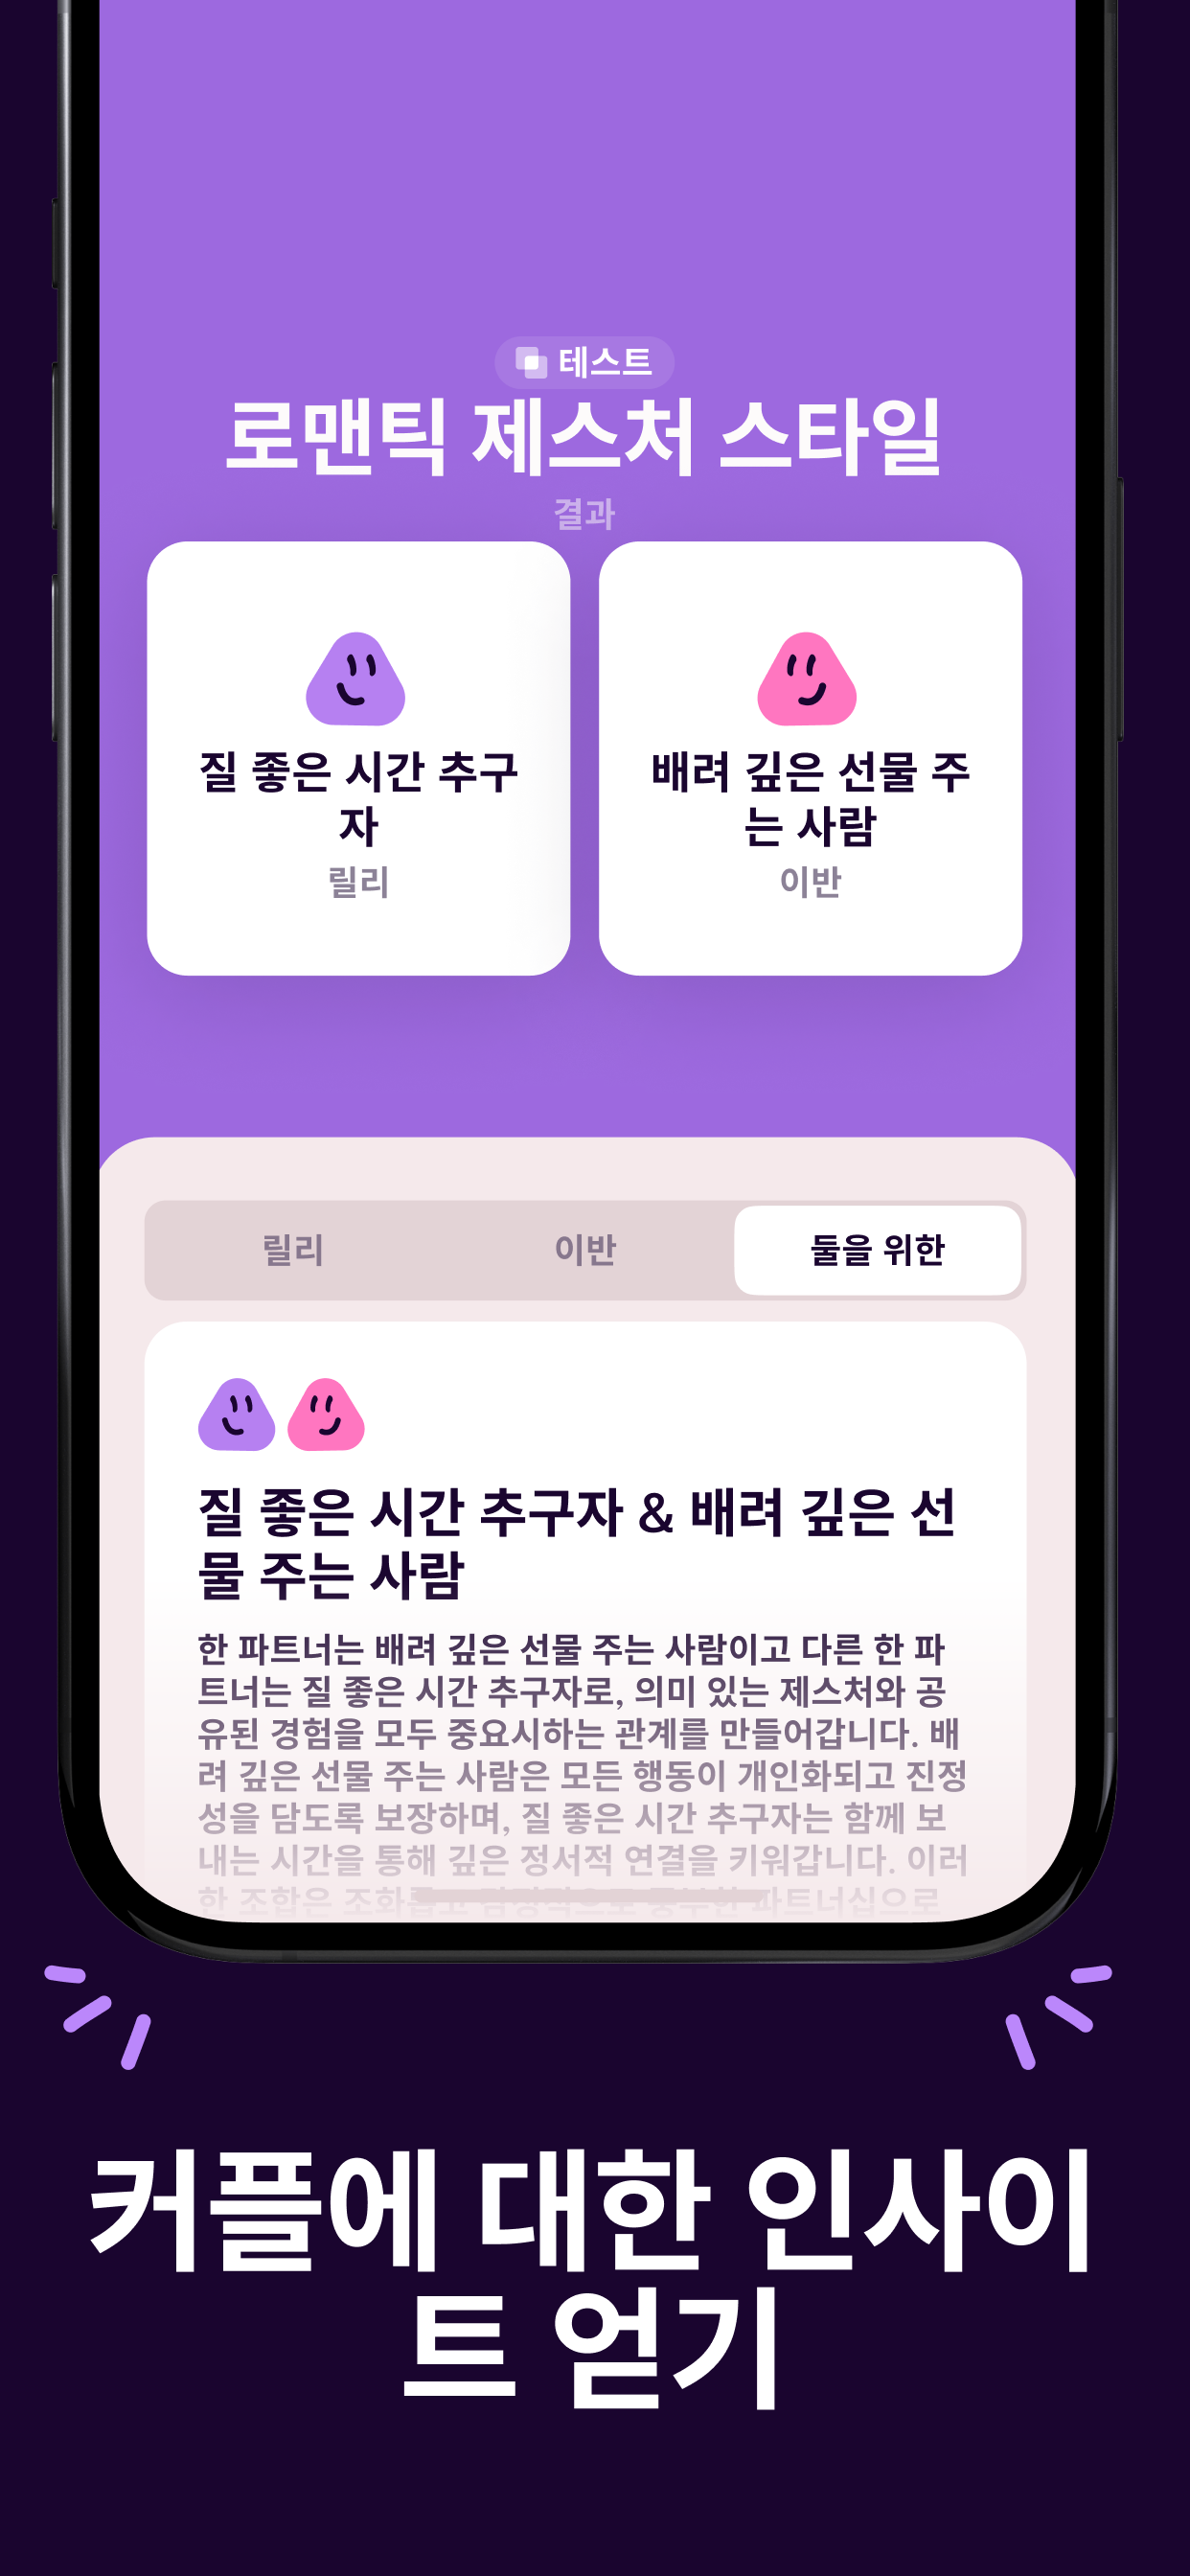 테스트
로맨틱 제스처 스타일
결과
질 좋은 시간 추구
자
릴리
배려 깊은 선물 주
는 사람
이반
릴리
이반
둘을 위한
질 좋은 시간 추구자 & 배려 깊은 선
물 주는 사람
한 파트너는 배려 깊은 선물 주는 사람이고 다른 한 파
트너는 질 좋은 시간 추구자로, 의미 있는 제스처와 공
유된 경험을 모두 중요시하는 관계를 만들어갑니다. 배
려 깊은 선물 주는 사람은 모든 행동이 개인화되고 진정
성을 담도록 보장하며, 질 좋은 시간 추구자는 함께 보
내는 시간을 통해 깊은 정서적 연결을 키워갑니다. 이러
한 조합은 파트너십으로
커플에 대한 인사이
트 얻기